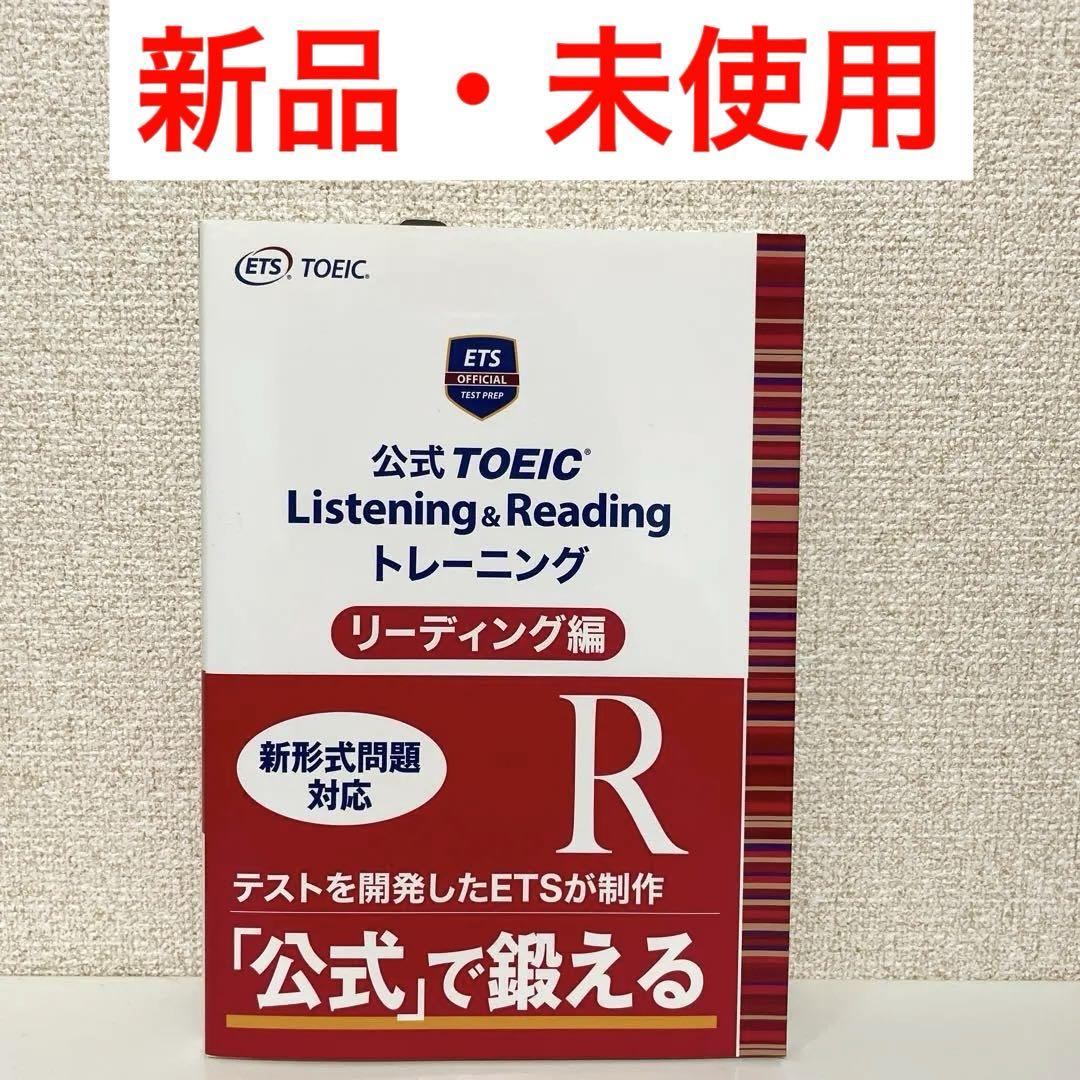 新品・未使用
ETS® TOEIC®
ETS
OFFICIAL
TEST PREP
公式 TOEIC®
Listening & Reading
トレーニング
リーディング編
R
新形式問題
対応
テストを開発したETSが制作
「公式」で鍛える